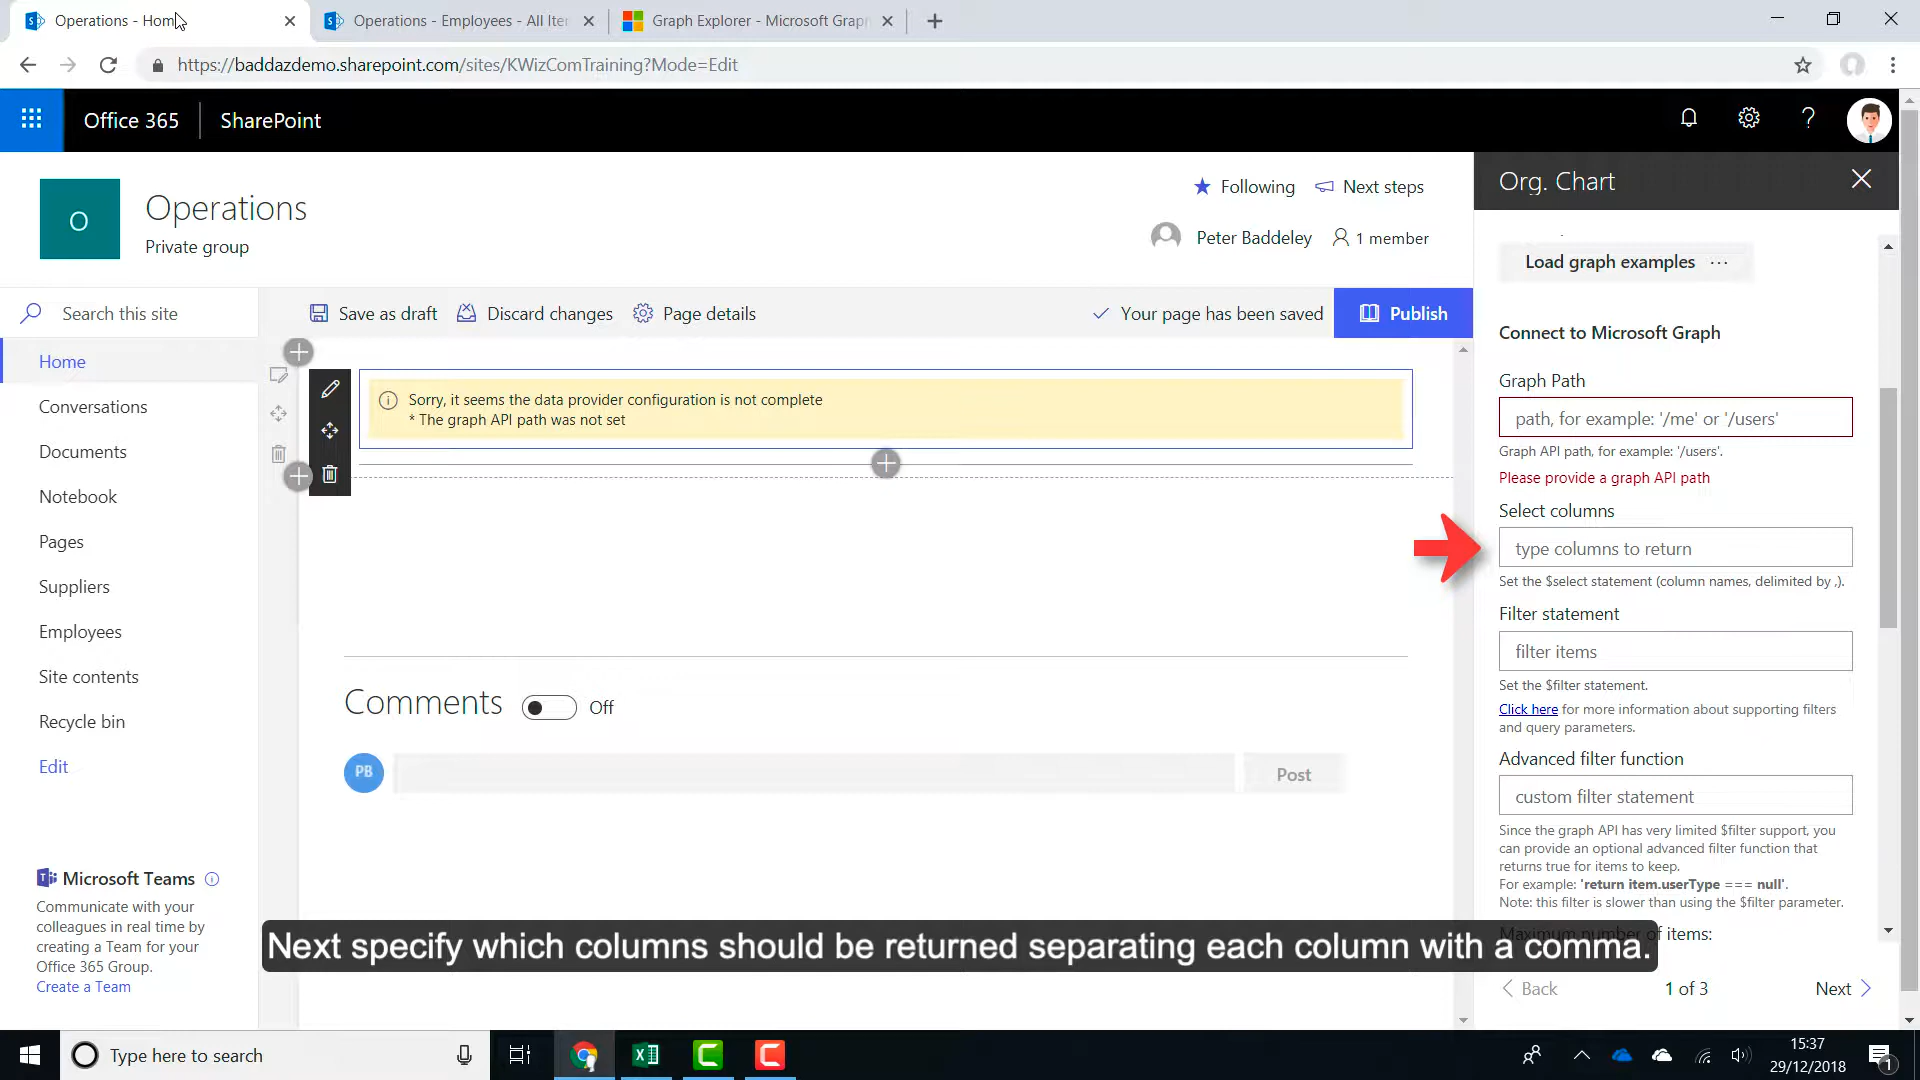 Operations - Hom
Operations - Employees - All Iter
Graph Explorer - Microsoft Graph
https://baddazdemo.sharepoint.com/sites/KWizComTraining?Mode=Edit
Office 365
SharePoint
O
Operations
Private group
Following
Next steps
Peter Baddeley
1 member
Search this site
Save as draft
Discard changes
Page details
Your page has been saved
Publish
Home
Conversations
Documents
Notebook
Pages
Suppliers
Employees
Site contents
Recycle bin
Edit
Microsoft Teams
Communicate with your
colleagues in real time by
creating a Team for your
Office 365 Group.
Create a Team
Sorry, it seems the data provider configuration is not complete
* The graph API path was not set
Comments
Off
PB
Post
Org. Chart
Load graph examples ...
Connect to Microsoft Graph
Graph Path
path, for example: '/me' or '/users'
Graph API path, for example: '/users'.
Please provide a graph API path
Select columns
type columns to return
Set the $select statement (column names, delimited by ,).
Filter statement
filter items
Set the $filter statement.
Click here for more information about supporting filters
and query parameters.
Advanced filter function
custom filter statement
Since the graph API has very limited $filter support, you
can provide an optional advanced filter function that
returns true for items to keep.
For example: 'return item.userType === null'.
Note: this filter is slower than using the $filter parameter.
Maximum number of items:
Back
1 of 3
Next
Next specify which columns should be returned separating each column with a comma.
Type here to search
15:37
29/12/2018
1